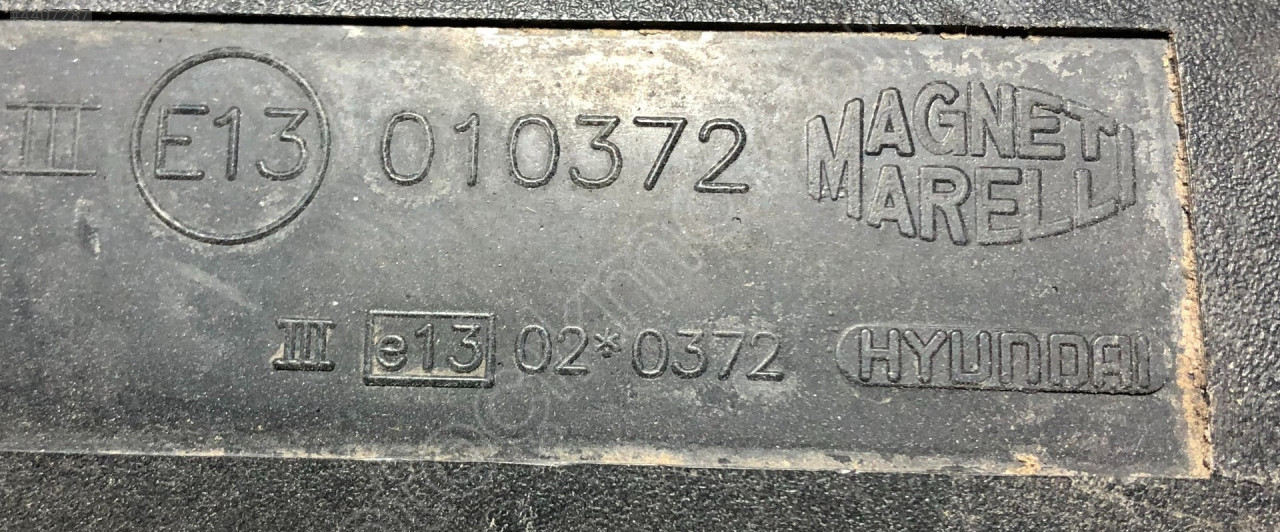 III E13 010372 MAGNETI MARELLI
III e13 02*0372 HYUNDAI